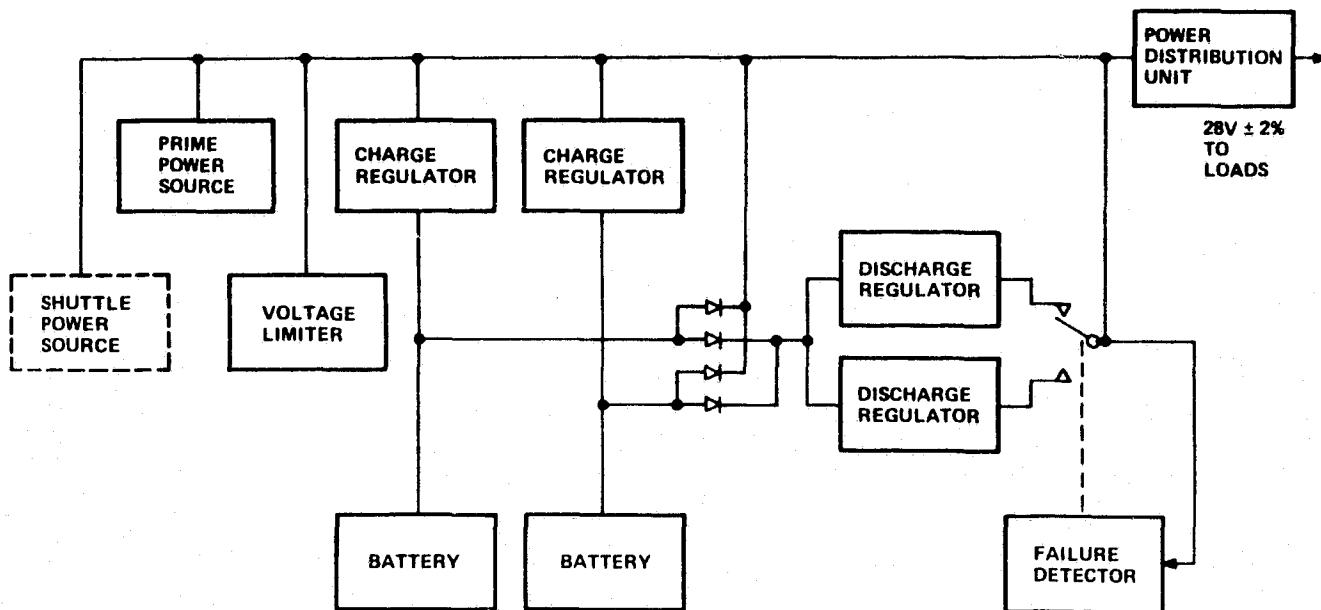 POWER
DISTRIBUTION
UNIT
28V ± 2%
TO
LOADS
PRIME
POWER
SOURCE
CHARGE
REGULATOR
CHARGE
REGULATOR
SHUTTLE
POWER
SOURCE
VOLTAGE
LIMITER
DISCHARGE
REGULATOR
DISCHARGE
REGULATOR
BATTERY
BATTERY
FAILURE
DETECTOR